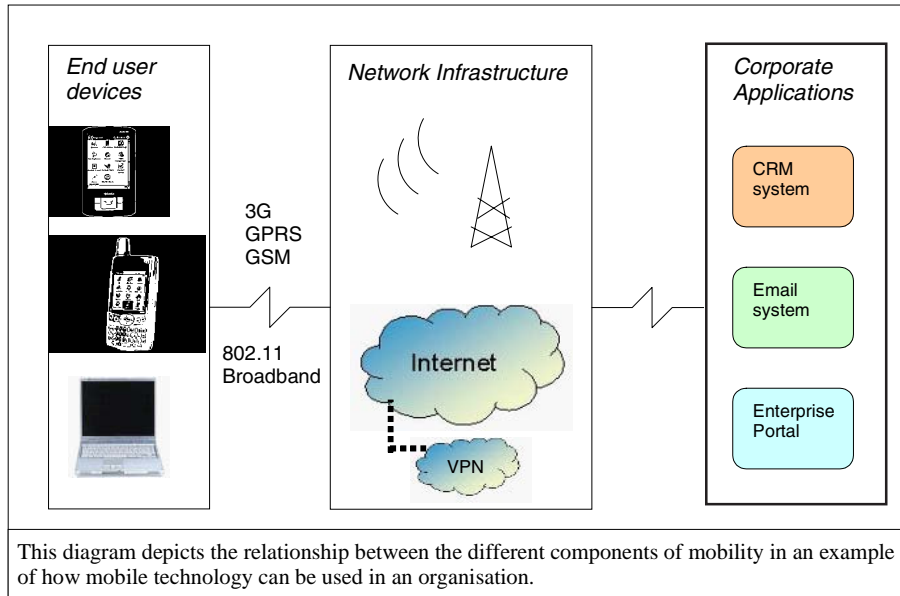 End user
devices
Network Infrastructure
Corporate
Applications
3G
GPRS
GSM
802.11
Broadband
Internet
VPN
CRM
system
Email
system
Enterprise
Portal
This diagram depicts the relationship between the different components of mobility in an example
of how mobile technology can be used in an organisation.